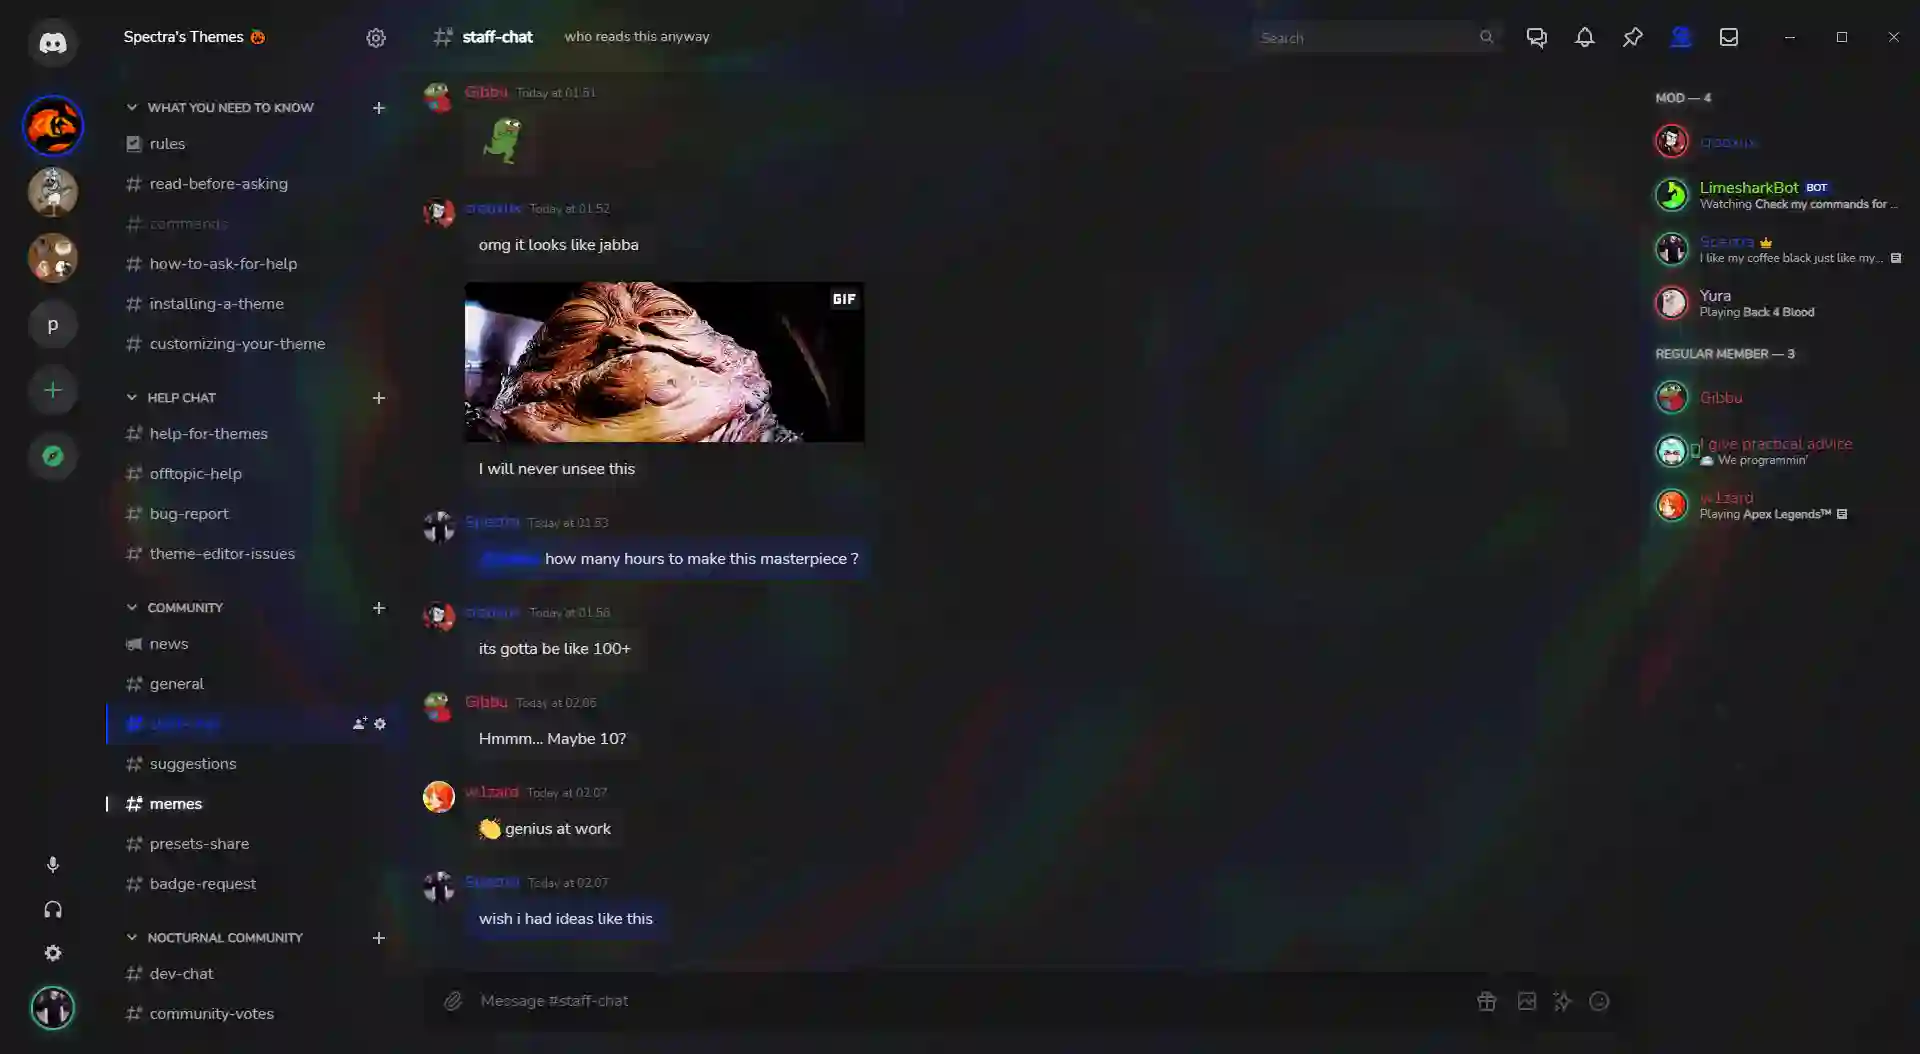 Spectra's Themes
staff-chat
who reads this anyway
Search
WHAT YOU NEED TO KNOW
rules
read-before-asking
commands
how-to-ask-for-help
installing-a-theme
customizing-your-theme
HELP CHAT
help-for-themes
offtopic-help
bug-report
theme-editor-issues
COMMUNITY
news
general
staff-chat
suggestions
memes
presets-share
badge-request
NOCTURNAL COMMUNITY
dev-chat
community-votes
p
Gibbu Today at 01:51
Today at 01:52
omg it looks like jabba
GIF
I will never unsee this
Spectra Today at 01:53
how many hours to make this masterpiece ?
Today at 01:56
its gotta be like 100+
Gibbu Today at 02:06
Hmmm... Maybe 10?
w1zard Today at 02:07
genius at work
Spectra Today at 02:07
wish i had ideas like this
Message #staff-chat
MOD — 4
LimesharkBot BOT
Watching Check my commands for ...
Spectra
I like my coffee black just like my...
Yura
Playing Back 4 Blood
REGULAR MEMBER — 3
Gibbu
I give practical advice
We programmin'
w1zard
Playing Apex Legends™